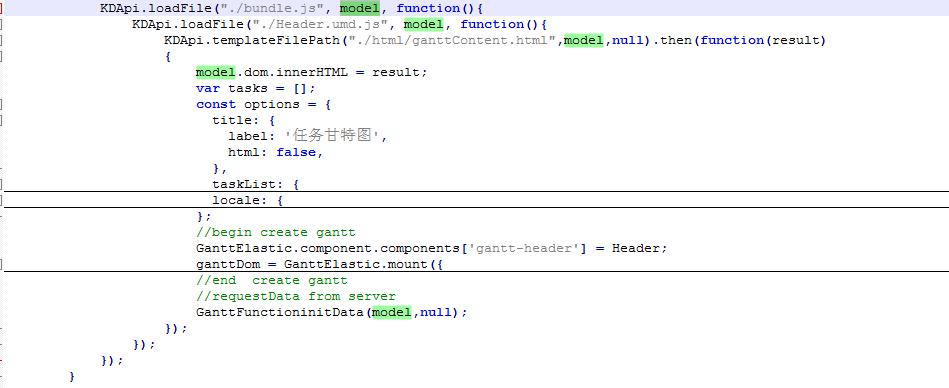 KDApi.loadFile("./bundle.js", model, function(){
KDApi.loadFile("./Header.umd.js", model, function(){
KDApi.templateFilePath("./html/ganttContent.html",model,null).then(function(result)
{
model.dom.innerHTML = result;
var tasks = [];
const options = {
title: {
label: '任务甘特图',
html: false,
},
taskList: {
locale: {
};
//begin create gantt
GanttElastic.component.components['gantt-header'] = Header;
ganttDom = GanttElastic.mount({
//end  create gantt
//requestData from server
GanttFunctioninitData(model,null);
});
});
});
}